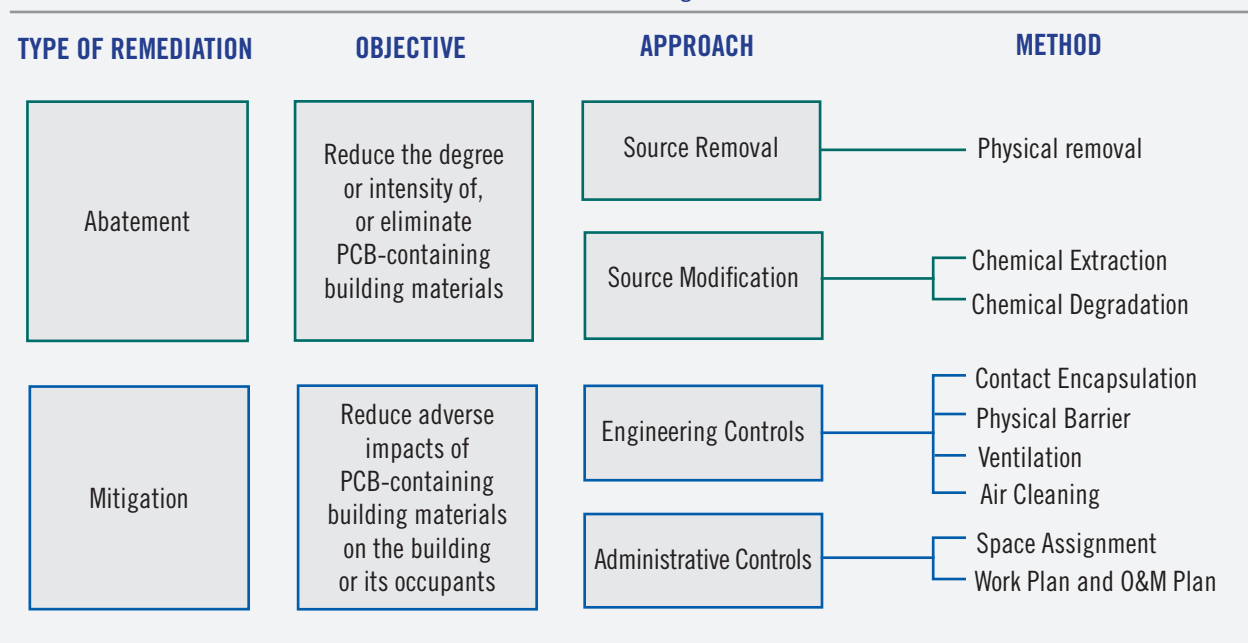 TYPE OF REMEDIATION
OBJECTIVE
APPROACH
METHOD
Abatement
Reduce the degree
or intensity of,
or eliminate
PCB-containing
building materials
Source Removal
Physical removal
Source Modification
Chemical Extraction
Chemical Degradation
Mitigation
Reduce adverse
impacts of
PCB-containing
building materials
on the building
or its occupants
Engineering Controls
Contact Encapsulation
Physical Barrier
Ventilation
Air Cleaning
Administrative Controls
Space Assignment
Work Plan and O&M Plan